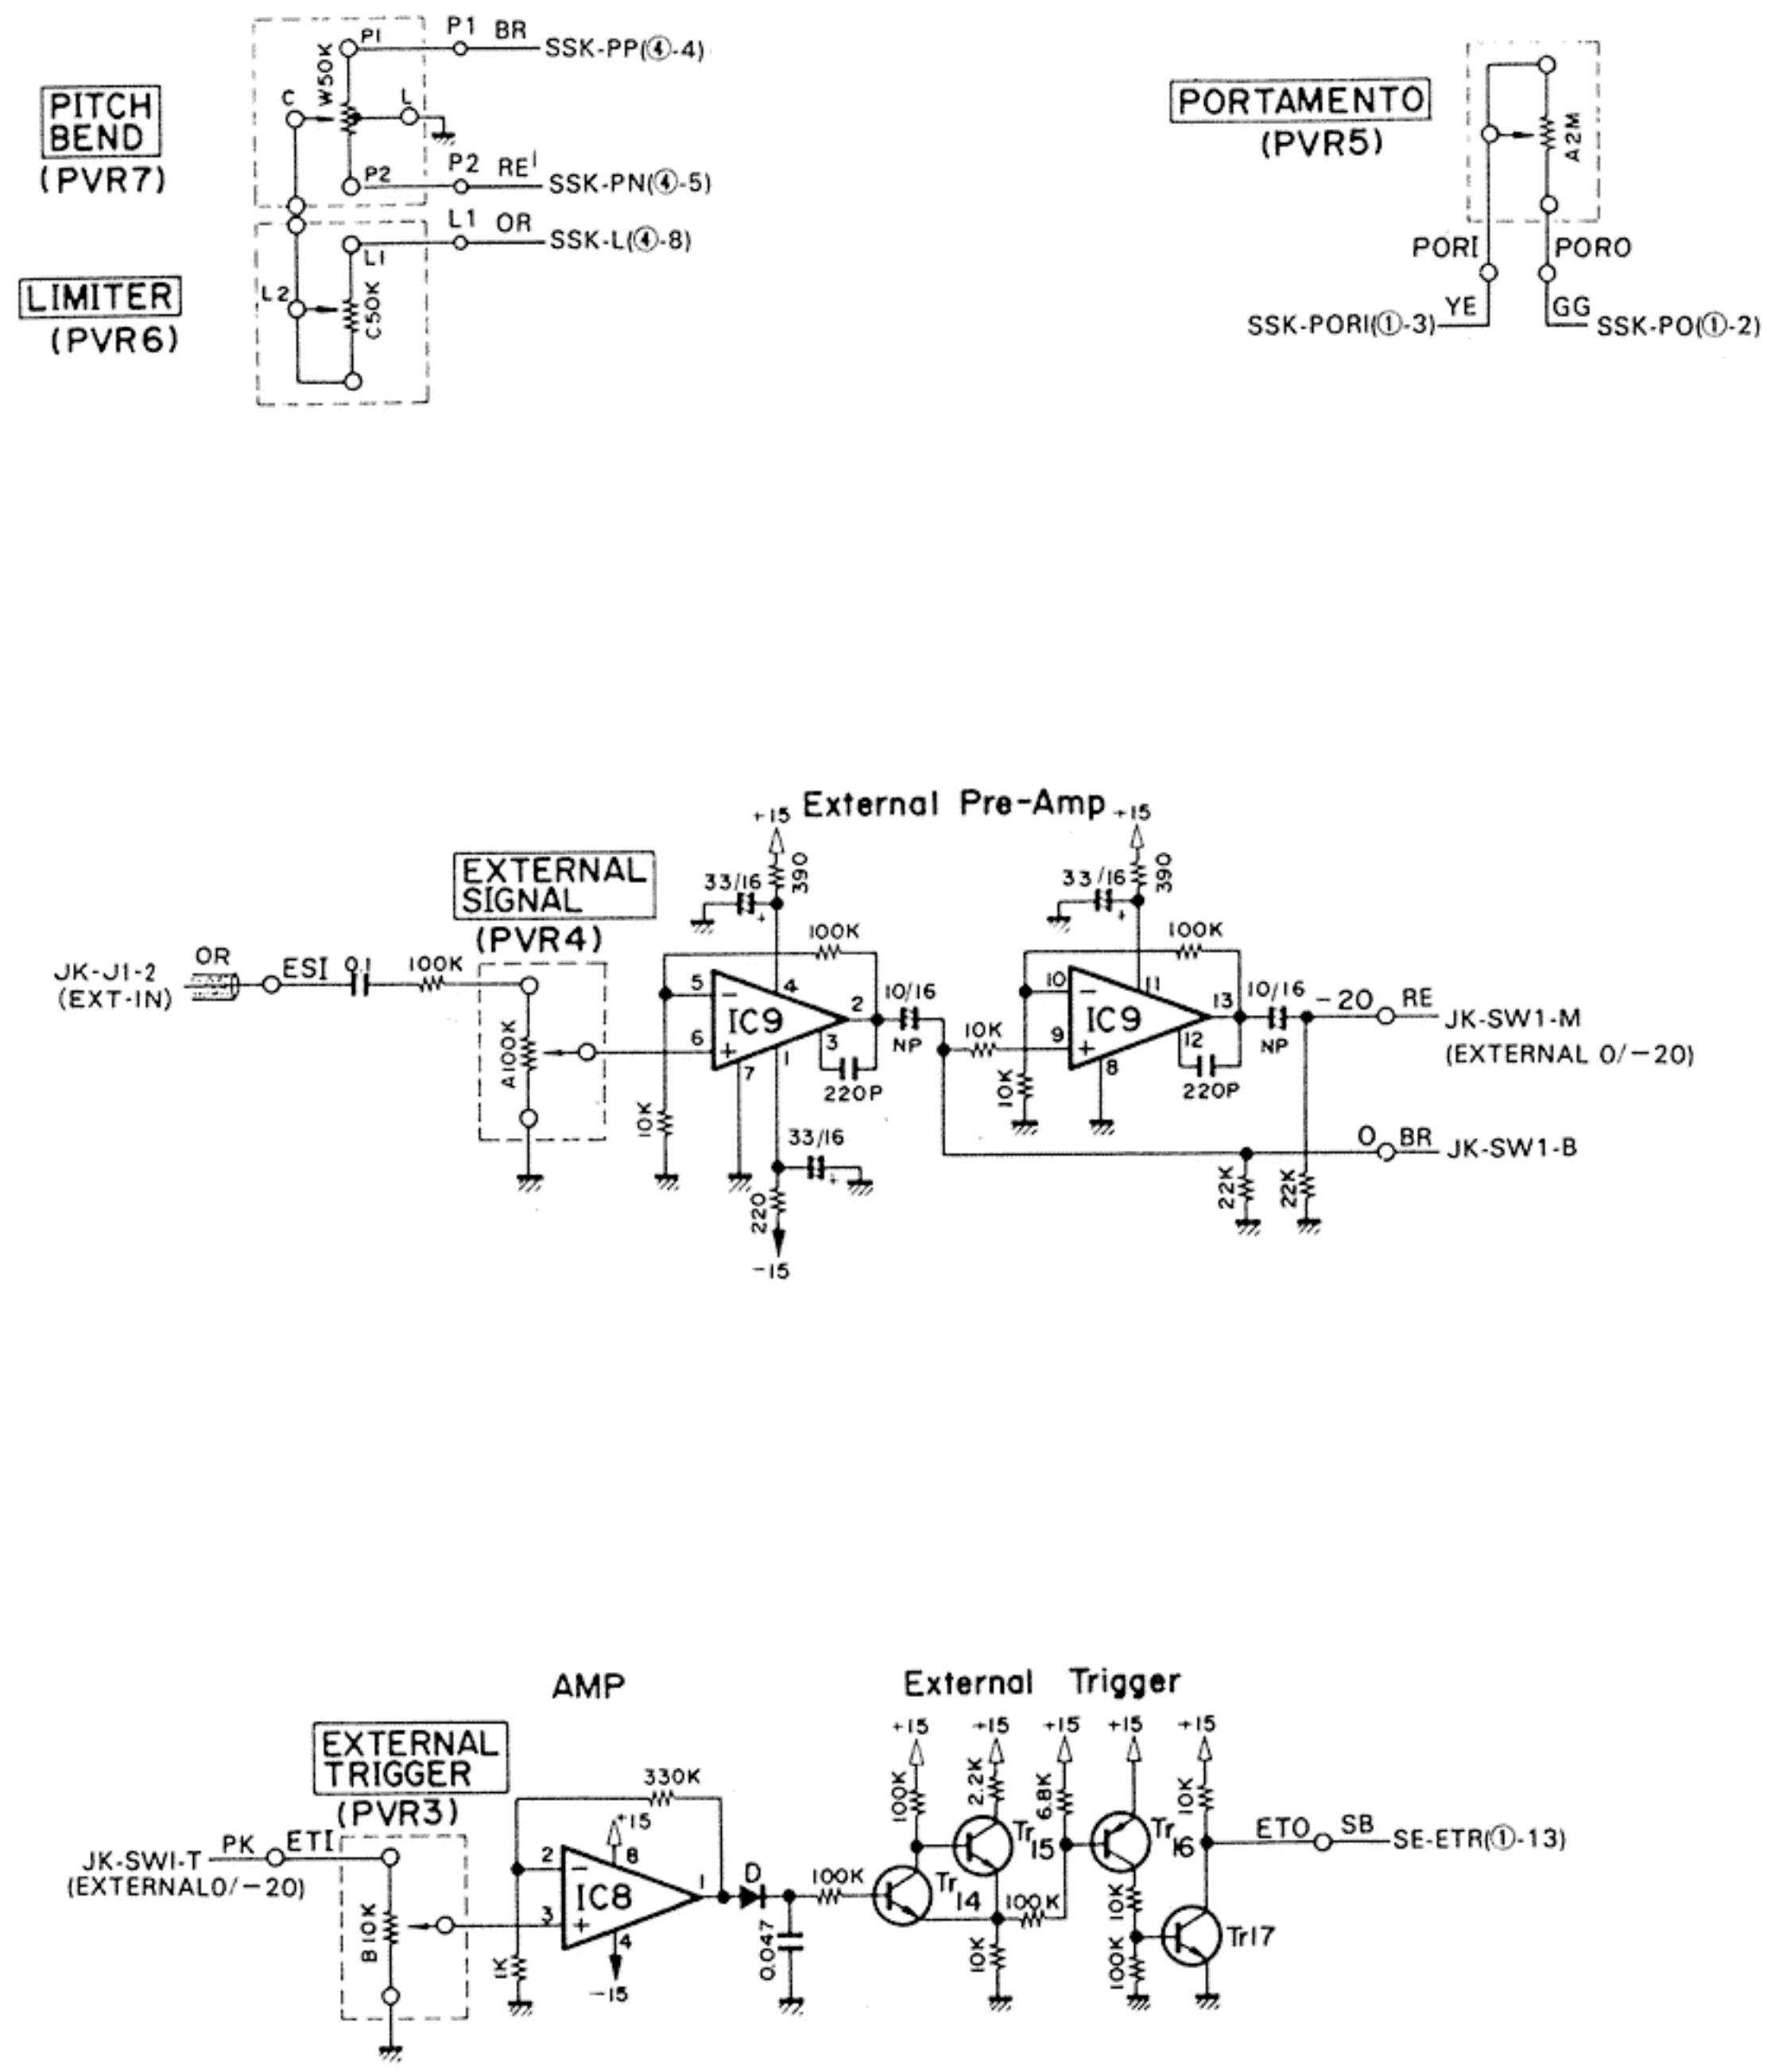 PITCH
BEND
(PVR7)
P1
P1 BR
SSK-PP(④-4)
W50K
C
L
P2
P2 RE
SSK-PN(④-5)
LIMITER
(PVR6)
L1 OR
SSK-L(④-8)
L1
L2
C50K
PORTAMENTO
(PVR5)
A2M
PORI
PORO
SSK-PORI(①-3)
YE
GG
SSK-PO(①-2)
External Pre-Amp
EXTERNAL
SIGNAL
(PVR4)
JK-J1-2
(EXT-IN)
OR
ESI
0.1
100K
A100K
+15
390
33/16
+
100K
5
−
6
+
IC9
4
2
3
1
7
220P
10K
33/16
+
220
−15
10/16
NP
10K
+15
390
33/16
+
100K
10
−
9
+
IC9
11
13
12
8
220P
10K
10/16
NP
−20
RE
JK-SW1-M
(EXTERNAL 0/−20)
0
BR
JK-SW1-B
22K
22K
AMP
External Trigger
EXTERNAL
TRIGGER
(PVR3)
JK-SW1-T
(EXTERNAL0/−20)
PK
ETI
B10K
330K
+15
8
2
−
3
+
IC8
1
4
−15
1K
D
0.047
100K
+15
+15
+15
+15
+15
100K
2.2K
6.8K
10K
Tr14
Tr15
Tr16
Tr17
100K
10K
10K
100K
ETO
SB
SE-ETR(①-13)